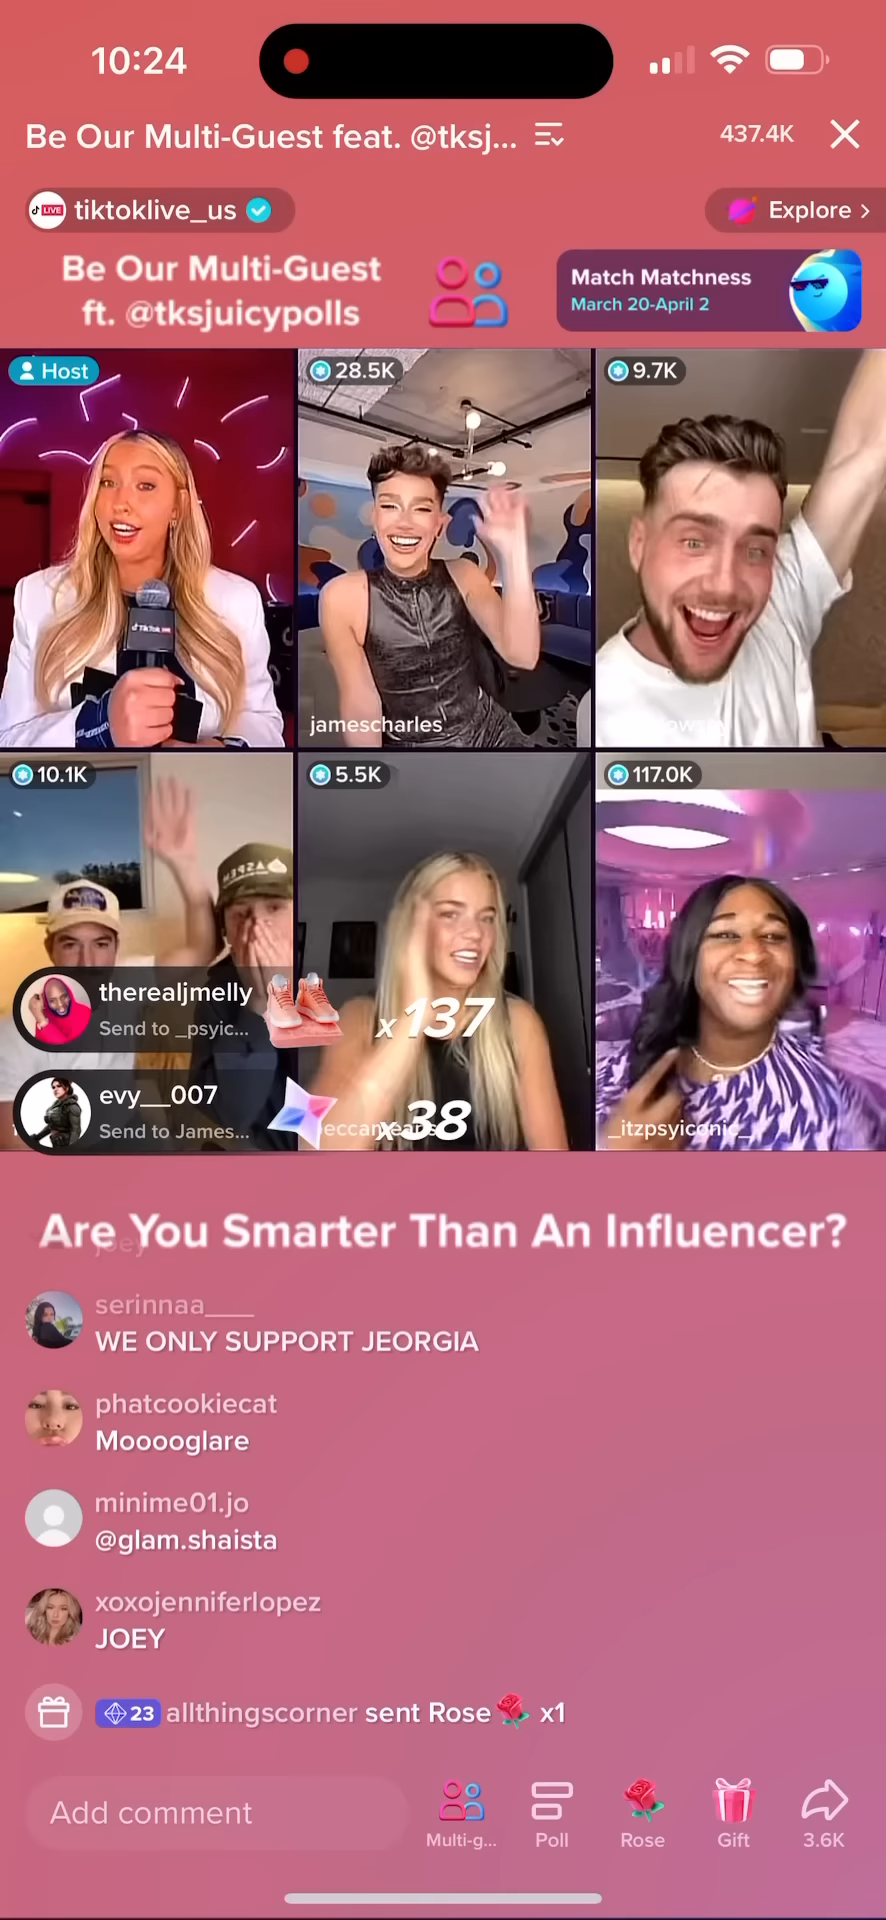 10:24
Be Our Multi-Guest feat. @tksj...
437.4K
LIVE
tiktoklive_us
Explore >
Be Our Multi-Guest
ft. @tksjuicypolls
Match Matchness
March 20-April 2
Host
28.5K
9.7K
TikTok
jamescharles
10.1K
5.5K
117.0K
therealjmelly
Send to _psyic...
x137
evy__007
Send to James...
x38
_itzpsyiconic_
Are You Smarter Than An Influencer?
joey
serinnaa___
WE ONLY SUPPORT JEORGIA
phatcookiecat
Mooooglare
minime01.jo
@glam.shaista
xoxojenniferlopez
JOEY
23 allthingscorner sent Rose x1
Add comment
Multi-g...
Poll
Rose
Gift
3.6K